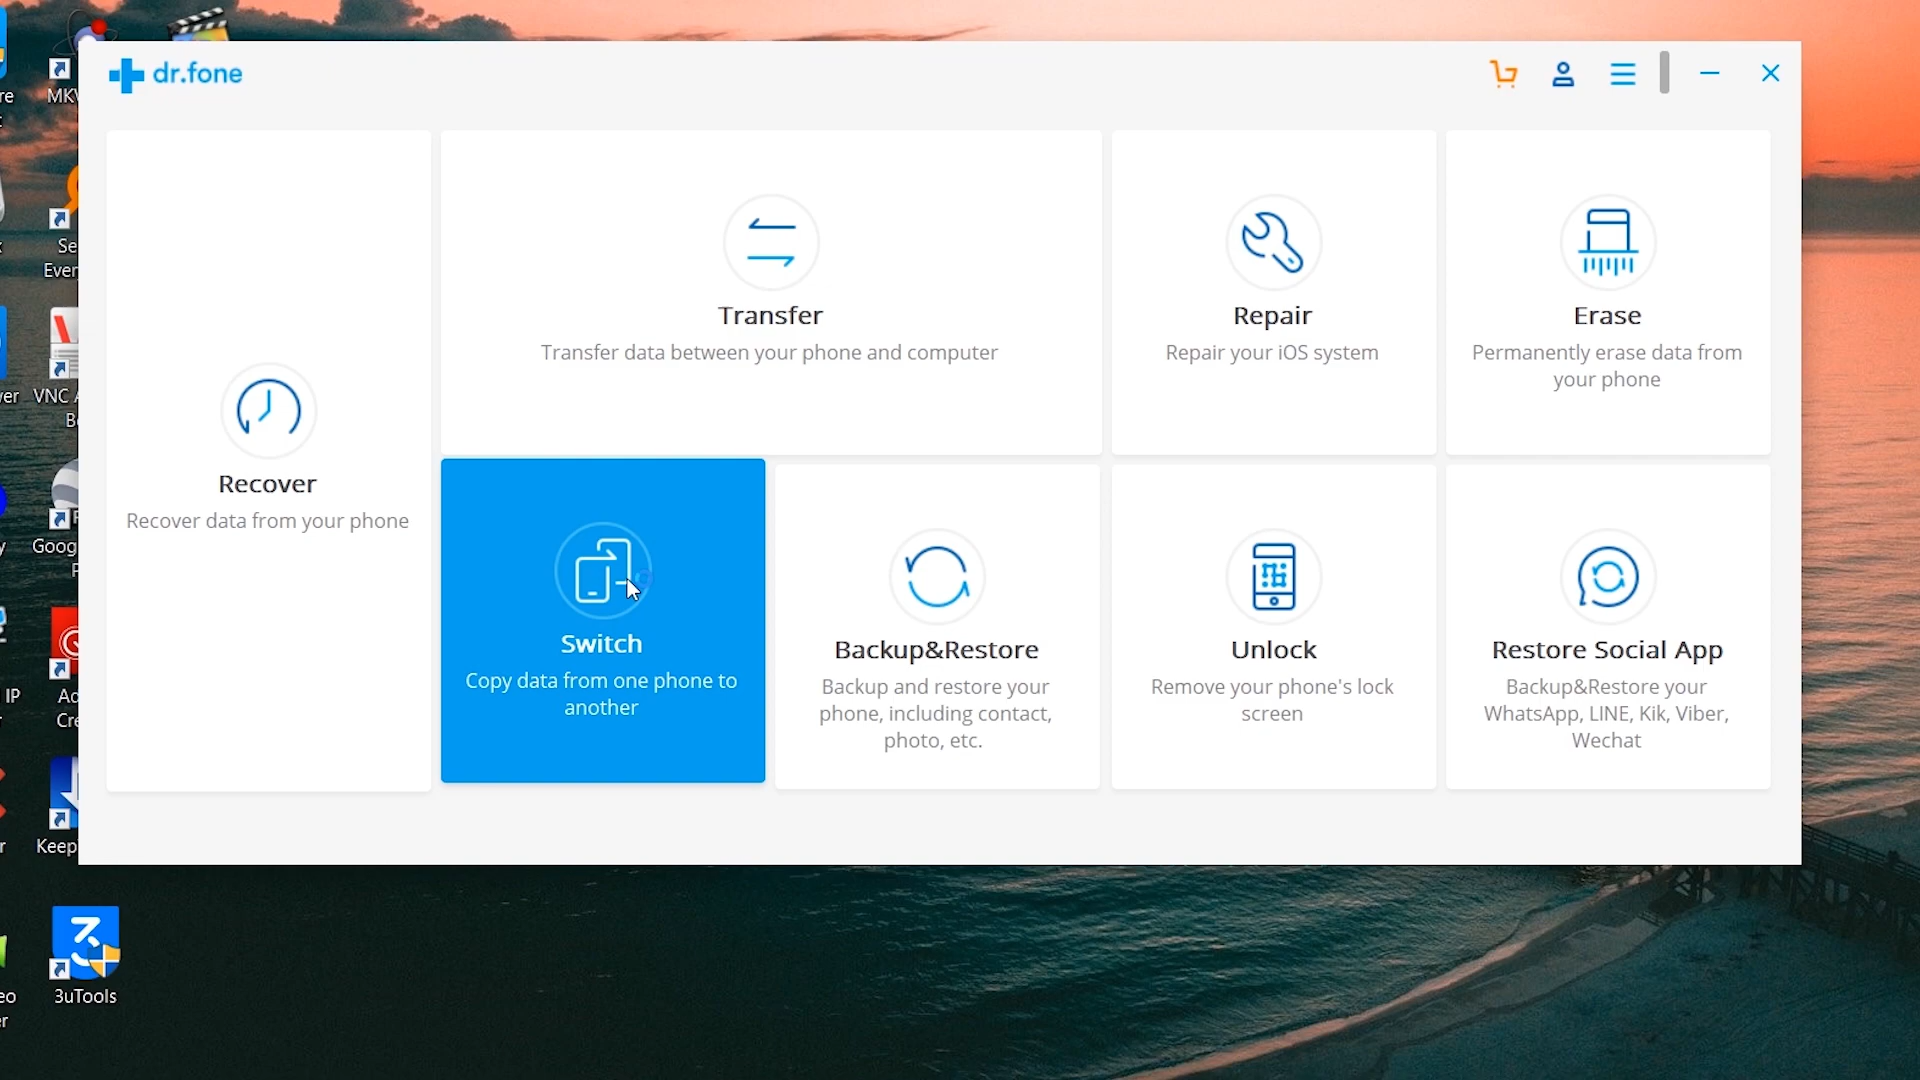 dr.fone
Recover
Recover data from your phone
Transfer
Transfer data between your phone and computer
Repair
Repair your iOS system
Erase
Permanently erase data from
your phone
Switch
Copy data from one phone to
another
Backup&Restore
Backup and restore your
phone, including contact,
photo, etc.
Unlock
Remove your phone's lock
screen
Restore Social App
Backup&Restore your
WhatsApp, LINE, Kik, Viber,
Wechat
VNC
IP
3uTools